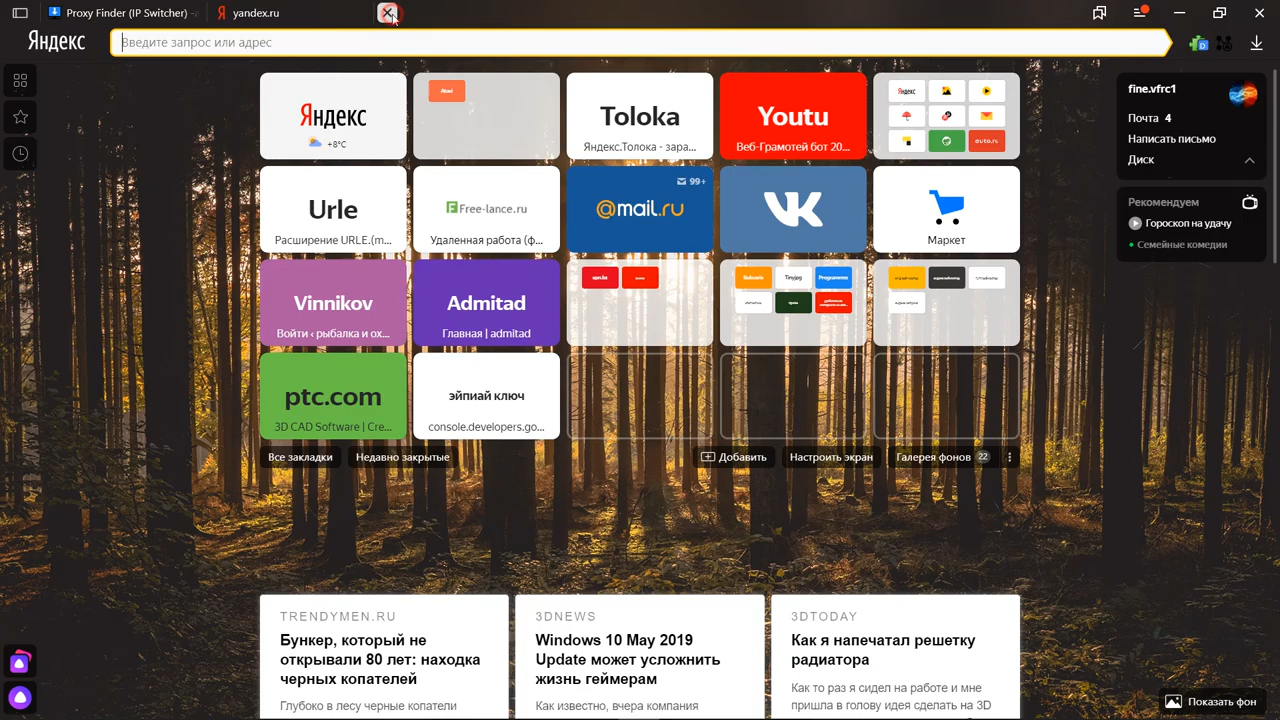 Proxy Finder (IP Switcher) -
yandex.ru
Яндекс
Введите запрос или адрес
Яндекс
+8°C
Atavi
Toloka
Яндекс.Толока - зара...
Youtu
Веб-Грамотей бот 20...
Яндекс
auto.ru
fine.vfrc1
Почта 4
Написать письмо
Диск
Рекомендуем
Гороскоп на удачу
Семейные комедии
Urle
Расширение URLE.(m...
Free-lance.ru
Удаленная работа (ф...
99+
@mail.ru
Маркет
Vinnikov
Войти ‹ рыбалка и ох...
Admitad
Главная | admitad
Tinyjpg
Programme
ptc.com
3D CAD Software | Cre...
эйпиай ключ
console.developers.go...
Все закладки
Недавно закрытые
Добавить
Настроить экран
Галерея фонов 22
TRENDYMEN.RU
Бункер, который не
открывали 80 лет: находка
черных копателей
Глубоко в лесу черные копатели
3DNEWS
Windows 10 May 2019
Update может усложнить
жизнь геймерам
Как известно, вчера компания
3DTODAY
Как я напечатал решетку
радиатора
Как то раз я сидел на работе и мне
пришла в голову идея сделать на 3D
Показать фон